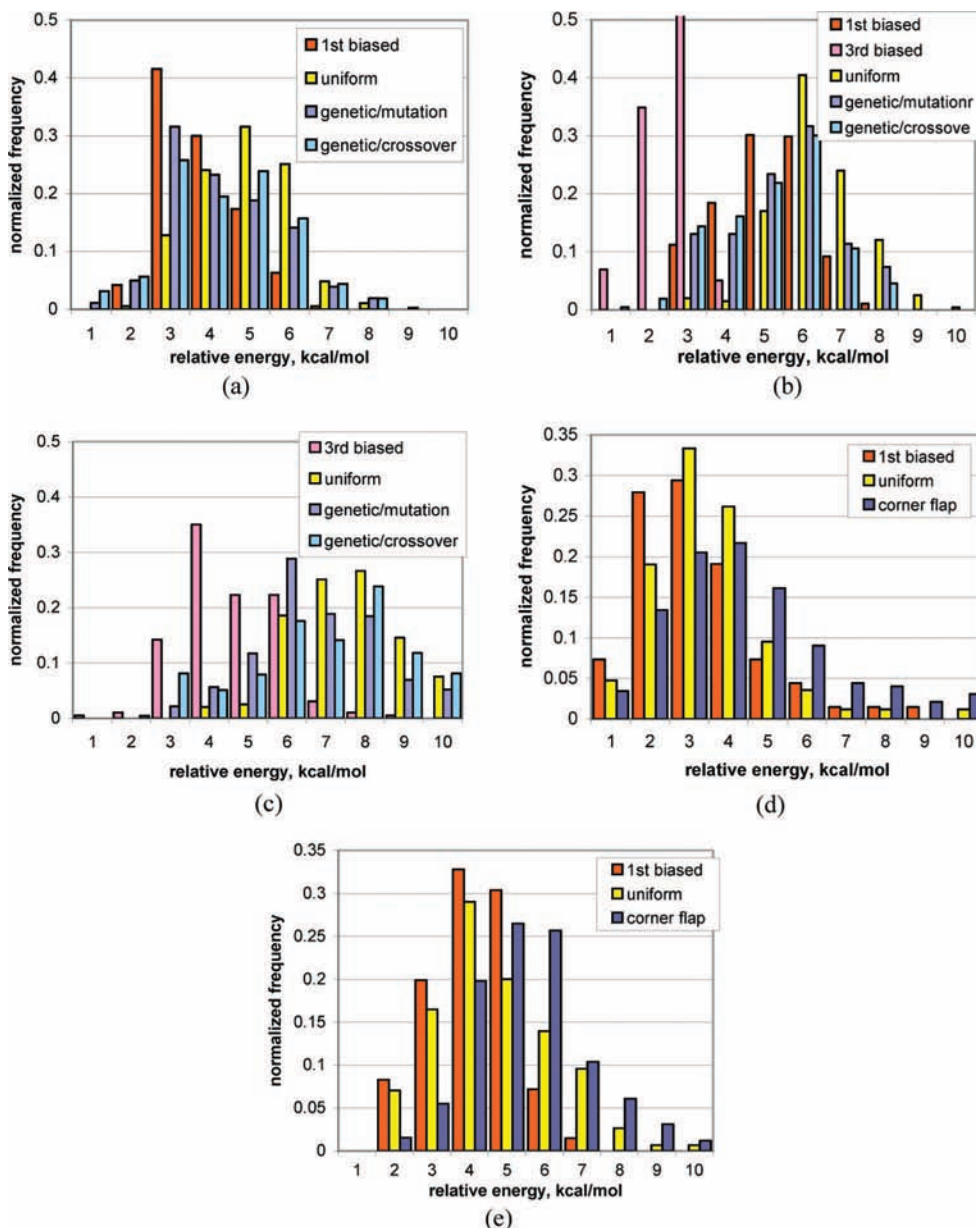 0.5
0.4
0.3
0.2
0.1
0
normalized frequency
1st biased
uniform
genetic/mutation
genetic/crossover
1 2 3 4 5 6 7 8 9 10
relative energy, kcal/mol
(a)
0.5
0.4
0.3
0.2
0.1
0
normalized frequency
1st biased
3rd biased
uniform
genetic/mutationr
genetic/crossove
1 2 3 4 5 6 7 8 9 10
relative energy, kcal/mol
(b)
0.5
0.4
0.3
0.2
0.1
0
normalized frequency
3rd biased
uniform
genetic/mutation
genetic/crossover
1 2 3 4 5 6 7 8 9 10
relative energy, kcal/mol
(c)
0.35
0.3
0.25
0.2
0.15
0.1
0.05
0
normalized frequency
1st biased
uniform
corner flap
1 2 3 4 5 6 7 8 9 10
relative energy, kcal/mol
(d)
0.35
0.3
0.25
0.2
0.15
0.1
0.05
0
normalized frequency
1st biased
uniform
corner flap
1 2 3 4 5 6 7 8 9 10
relative energy, kcal/mol
(e)